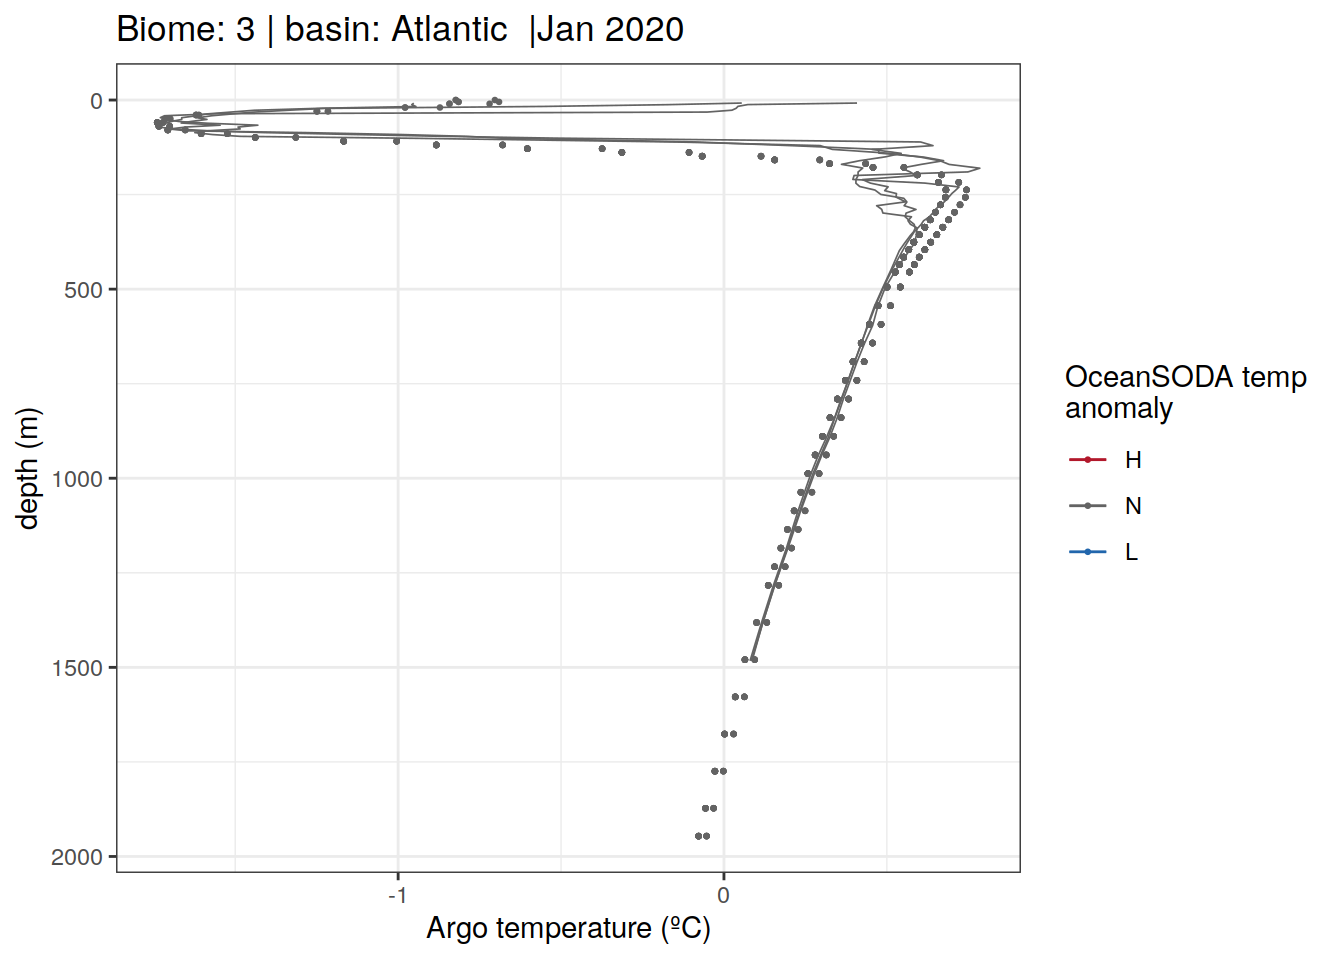 Biome: 3 | basin: Atlantic  |Jan 2020
0
500
1000
1500
2000
depth (m)
-1
0
Argo temperature (ºC)
OceanSODA temp
anomaly
H
N
L